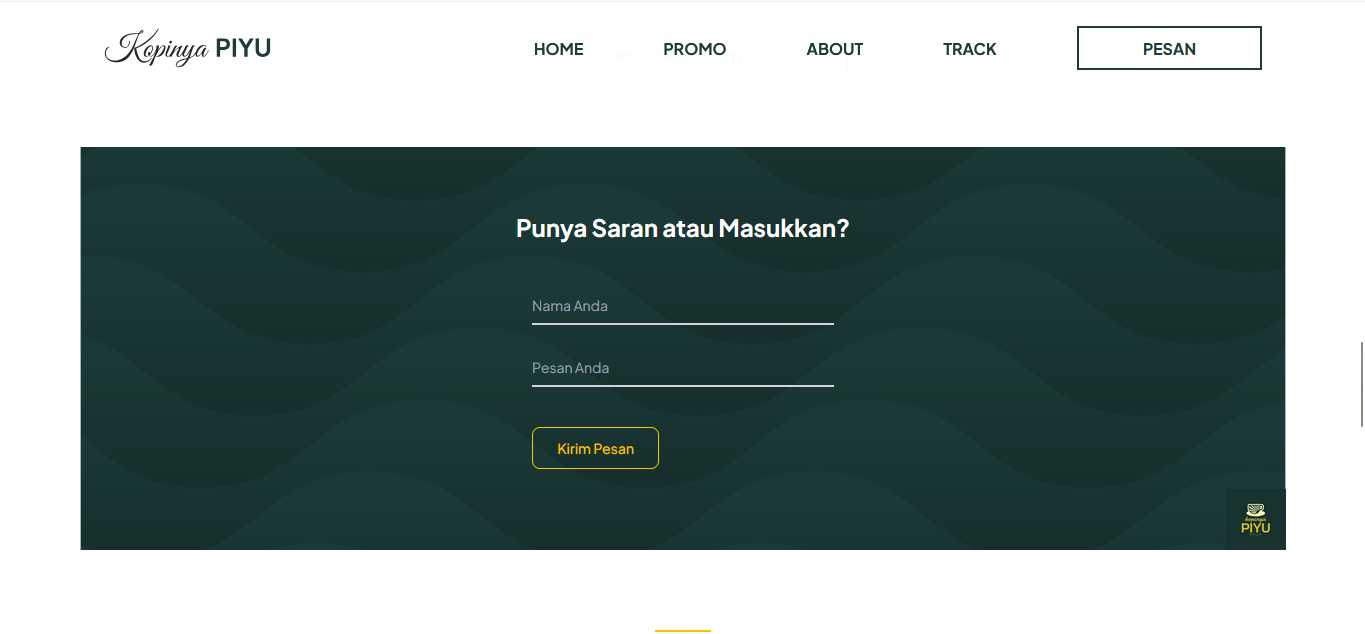 Kopinya PIYU
HOME
PROMO
ABOUT
TRACK
PESAN
Punya Saran atau Masukkan?
Nama Anda
Pesan Anda
Kirim Pesan
kopinya
PIYU